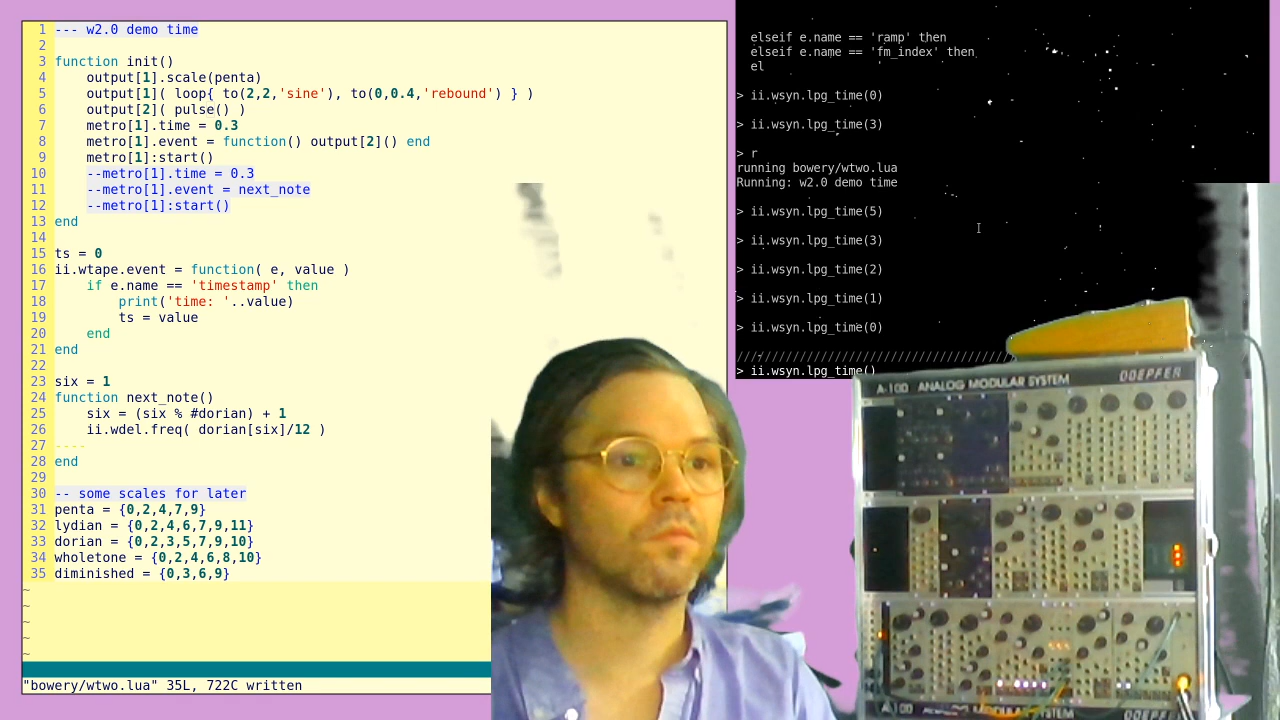 1 --- w2.0 demo time
2
3 function init()
4     output[1].scale(penta)
5     output[1]( loop{ to(2,2,'sine'), to(0,0.4,'rebound') } )
6     output[2]( pulse() )
7     metro[1].time = 0.3
8     metro[1].event = function() output[2]() end
9     metro[1]:start()
10     --metro[1].time = 0.3
11     --metro[1].event = next_note
12     --metro[1]:start()
13 end
14
15 ts = 0
16 ii.wtape.event = function( e, value )
17     if e.name == 'timestamp' then
18         print('time: '..value)
19         ts = value
20     end
21 end
22
23 six = 1
24 function next_note()
25     six = (six % #dorian) + 1
26     ii.wdel.freq( dorian[six]/12 )
27 ----
28 end
29
30 -- some scales for later
31 penta = {0,2,4,7,9}
32 lydian = {0,2,4,6,7,9,11}
33 dorian = {0,2,3,5,7,9,10}
34 wholetone = {0,2,4,6,8,10}
35 diminished = {0,3,6,9}
~
~
~
~
~
"bowery/wtwo.lua" 35L, 722C written
elseif e.name == 'ramp' then
elseif e.name == 'fm_index' then
el
> ii.wsyn.lpg_time(0)
> ii.wsyn.lpg_time(3)
> r
running bowery/wtwo.lua
Running: w2.0 demo time
> ii.wsyn.lpg_time(5)
> ii.wsyn.lpg_time(3)
> ii.wsyn.lpg_time(2)
> ii.wsyn.lpg_time(1)
> ii.wsyn.lpg_time(0)
///////////////////////////////////////
> ii.wsyn.lpg_time()
A-100 ANALOG MODULAR SYSTEM DOEPFER
A-100 ANALOG MODULAR SYSTEM DOEPFER